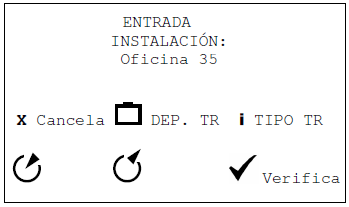 ENTRADA
INSTALACIÓN:
Oficina 35
X Cancela DEP. TR i TIPO TR
Verifica